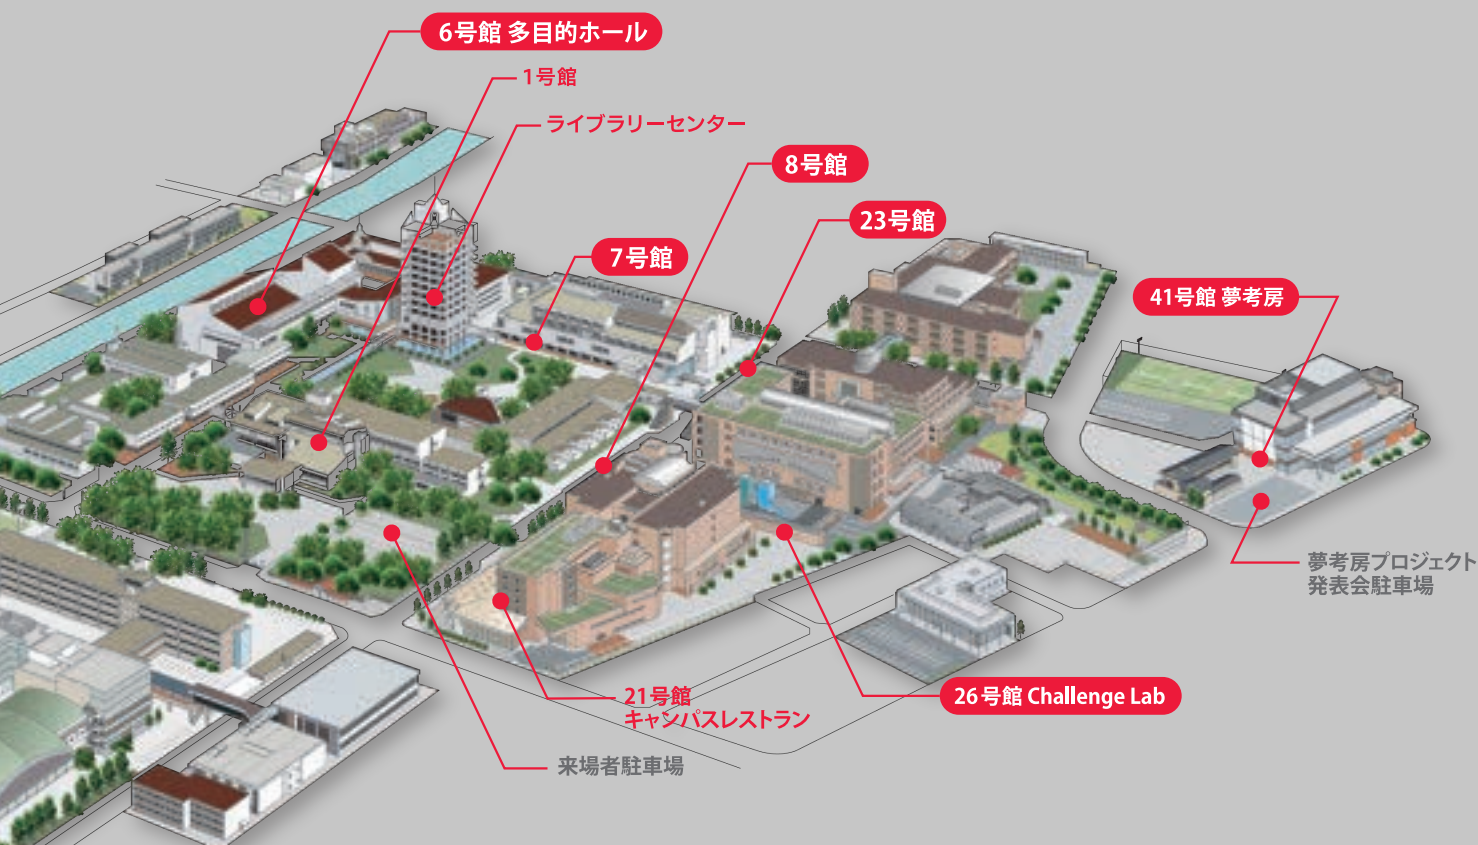 6号館 多目的ホール
1号館
ライブラリーセンター
8号館
23号館
7号館
41号館 夢考房
夢考房プロジェクト
発表会駐車場
26号館 Challenge Lab
21号館
キャンパスレストラン
来場者駐車場